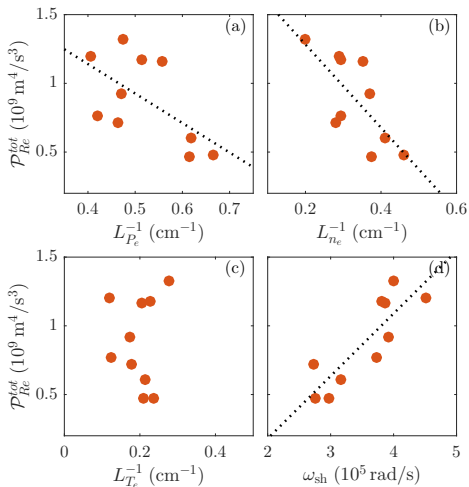 1.5
1
0.5
𝒫_{Re}^{tot} (10^9 m^4/s^3)
(a)
0.4 0.5 0.6 0.7
L_{P_e}^{-1} (cm^{-1})
(b)
0.2 0.4 0.6
L_{n_e}^{-1} (cm^{-1})
1.5
1
0.5
0
𝒫_{Re}^{tot} (10^9 m^4/s^3)
(c)
0 0.2 0.4
L_{T_e}^{-1} (cm^{-1})
(d)
2 3 4 5
ω_{sh} (10^5 rad/s)